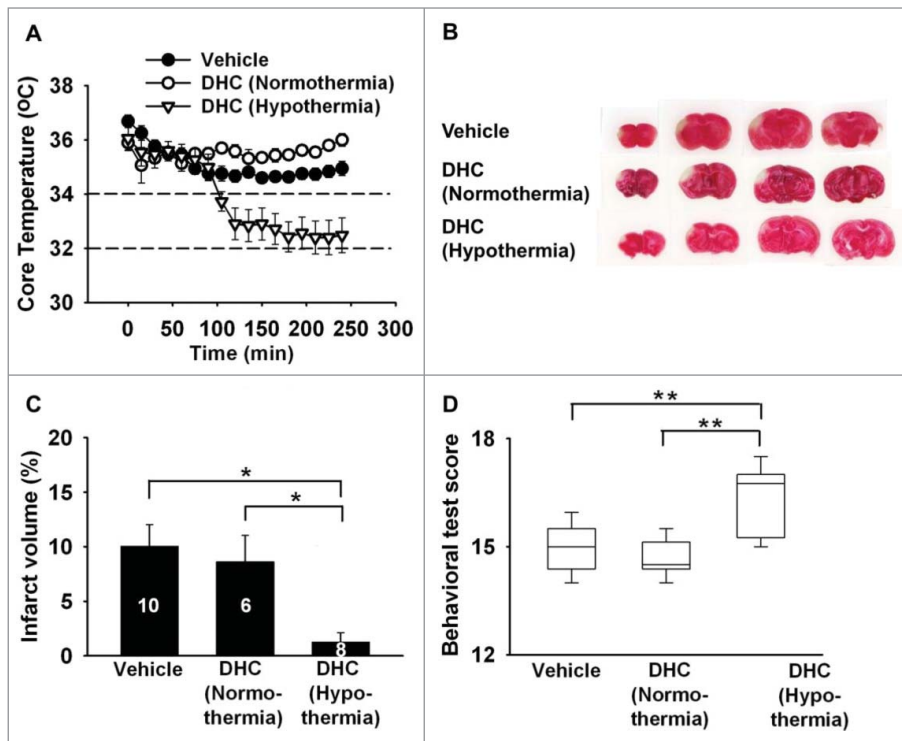 A
Vehicle
DHC (Normothermia)
DHC (Hypothermia)
Core Temperature (ºC)
38
36
34
32
30
0 50 100 150 200 250 300
Time (min)
B
Vehicle
DHC
(Normothermia)
DHC
(Hypothermia)
C
Infarct volume (%)
20
15
10
5
0
*
*
10
6
8
Vehicle
DHC
(Normo-
thermia)
DHC
(Hypo-
thermia)
D
Behavioral test score
18
15
12
**
**
Vehicle
DHC
(Normo-
thermia)
DHC
(Hypo-
thermia)